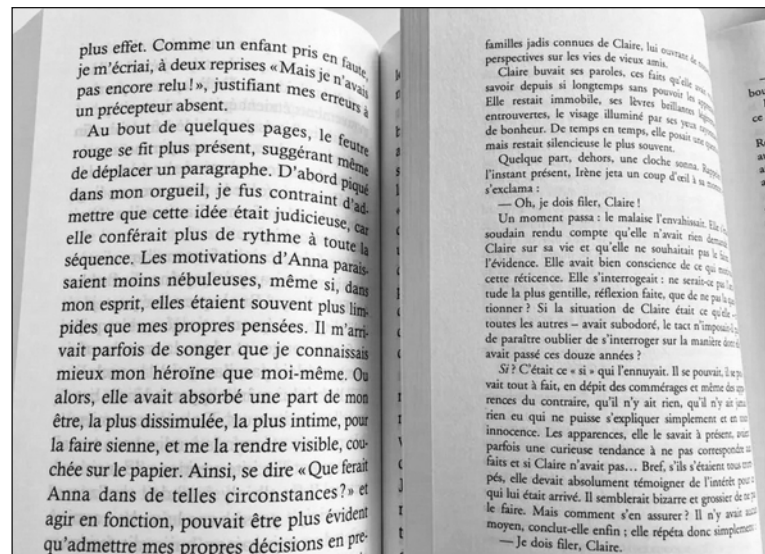 plus effet. Comme un enfant pris en faute,
je m'écriai, à deux reprises « Mais je n'avais
pas encore relu ! », justifiant mes erreurs à
un précepteur absent.
Au bout de quelques pages, le feutre
rouge se fit plus présent, suggérant même
de déplacer un paragraphe. D'abord piqué
dans mon orgueil, je fus contraint d'ad-
mettre que cette idée était judicieuse, car
elle conférait plus de rythme à toute la
séquence. Les motivations d'Anna parais-
saient moins nébuleuses, même si, dans
mon esprit, elles étaient souvent plus lim-
pides que mes propres pensées. Il m'arri-
vait parfois de songer que je connaissais
mieux mon héroïne que moi-même. Ou
alors, elle avait absorbé une part de mon
être, la plus dissimulée, la plus intime, pour
la faire sienne, et me la rendre visible, cou-
chée sur le papier. Ainsi, se dire « Que ferait
Anna dans de telles circonstances ? » et
agir en fonction, pouvait être plus évident
qu'admettre mes propres décisions en pre-
familles jadis connues de Claire, lui ouvrant de
perspectives sur les vies de vieux amis.
Claire buvait ses paroles, ces faits qu'elle
savoir depuis si longtemps sans pouvoir les
Elle restait immobile, ses lèvres brillantes
entrouvertes, le visage illuminé par ses yeux
de bonheur. De temps en temps, elle posait une
mais restait silencieuse le plus souvent.
Quelque part, dehors, une cloche sonna.
l'instant présent, Irène jeta un coup d'œil à sa
s'exclama :
— Oh, je dois filer, Claire !
Un moment passa : le malaise l'envahissait. Elle
soudain rendu compte qu'elle n'avait rien
Claire sur sa vie et qu'elle ne souhaitait pas le
l'évidence. Elle avait bien conscience de ce qui
cette réticence. Elle s'interrogeait : ne serait-ce pas
tude la plus gentille, réflexion faite, que de ne pas la
tionner ? Si la situation de Claire était ce qu'elle –
toutes les autres – avait subodoré, le tact n'imposait-il
de paraître oublier de s'interroger sur la manière dont
avait passé ces douze années ?
Si ? C'était ce « si » qui l'ennuyait. Il se pouvait, il se
vait tout à fait, en dépit des commérages et même des
rences du contraire, qu'il n'y ait rien, qu'il n'y ait
rien eu qui ne puisse s'expliquer simplement et en
innocence. Les apparences, elle le savait à présent,
parfois une curieuse tendance à ne pas correspondre
faits et si Claire n'avait pas... Bref, s'ils s'étaient tous
pés, elle devait absolument témoigner de l'intérêt pour
qui lui était arrivé. Il semblerait bizarre et grossier de ne
le faire. Mais comment s'en assurer ? Il n'y avait
moyen, conclut-elle enfin ; elle répéta donc simplement
— Je dois filer, Claire.